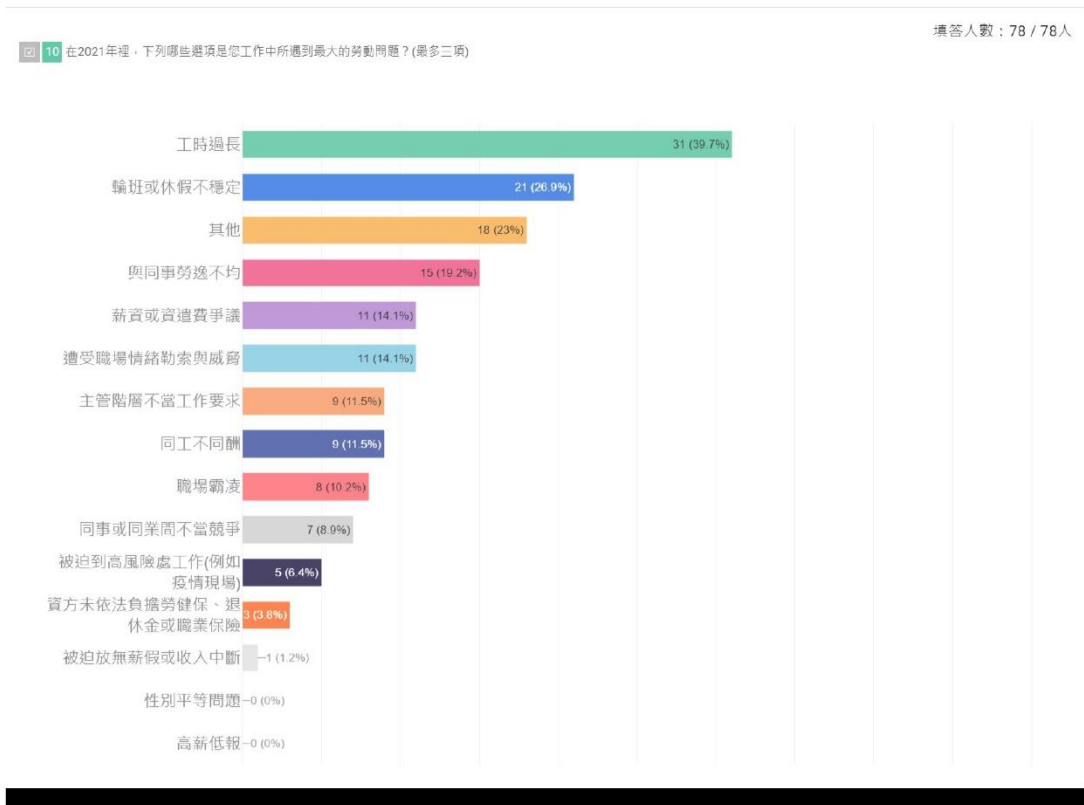 填答人數：78 / 78人
10 在2021年裡，下列哪些選項是您工作中所遇到最大的勞動問題？(最多三項)
工時過長 31 (39.7%)
輪班或休假不穩定 21 (26.9%)
其他 18 (23%)
與同事勞逸不均 15 (19.2%)
薪資或資遣費爭議 11 (14.1%)
遭受職場情緒勒索與威脅 11 (14.1%)
主管階層不當工作要求 9 (11.5%)
同工不同酬 9 (11.5%)
職場霸凌 8 (10.2%)
同事或同業間不當競爭 7 (8.9%)
被迫到高風險處工作(例如
疫情現場) 5 (6.4%)
資方未依法負擔勞健保、退
休金或職業保險 3 (3.8%)
被迫放無薪假或收入中斷 1 (1.2%)
性別平等問題 0 (0%)
高薪低報 0 (0%)